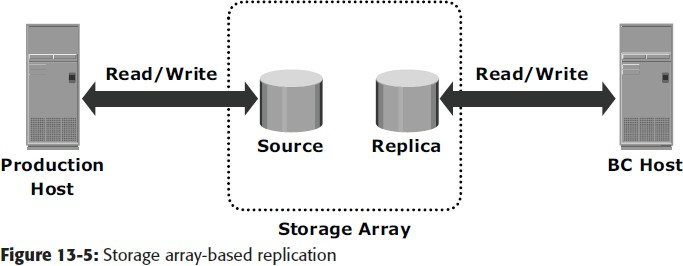 Read/Write
Read/Write
Source
Replica
Production
Host
BC Host
Storage Array
Figure 13-5: Storage array-based replication